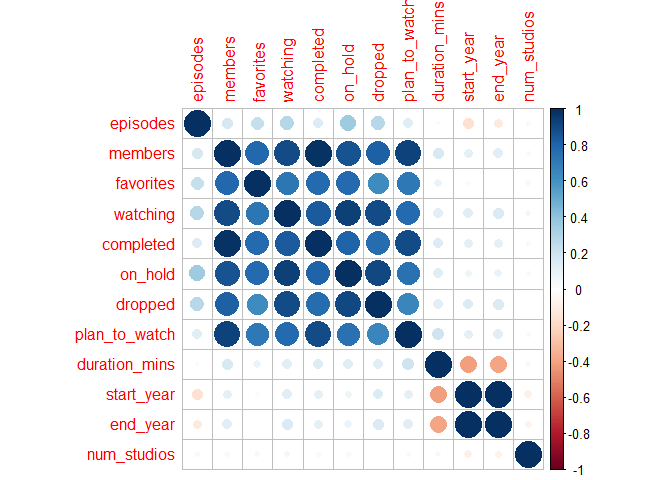 episodes
members
favorites
watching
completed
on_hold
dropped
plan_to_watch
duration_mins
start_year
end_year
num_studios
episodes
members
favorites
watching
completed
on_hold
dropped
plan_to_watch
duration_mins
start_year
end_year
num_studios
1
0.8
0.6
0.4
0.2
0
-0.2
-0.4
-0.6
-0.8
-1